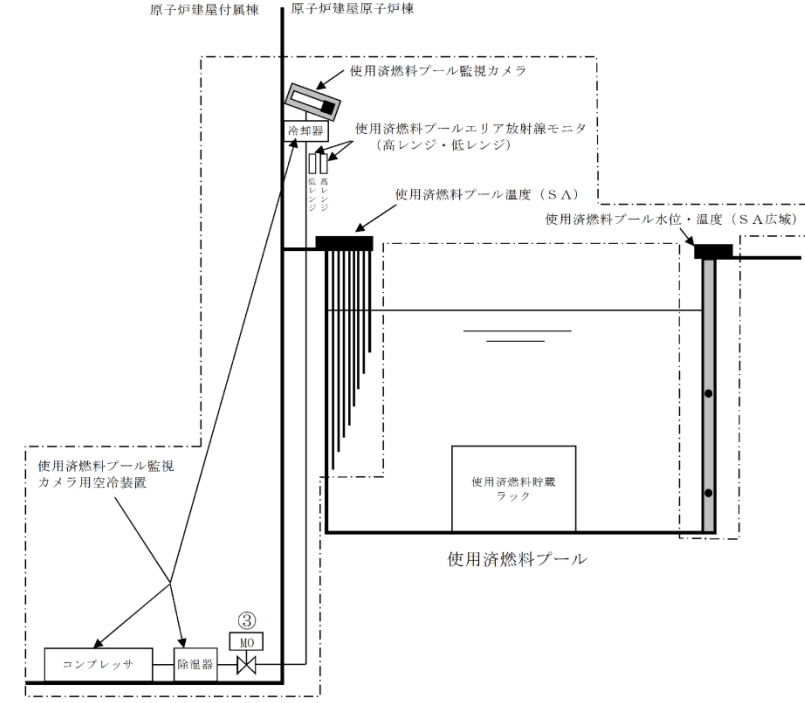 原子炉建屋付属棟
原子炉建屋原子炉棟
使用済燃料プール監視カメラ
冷却器
使用済燃料プールエリア放射線モニタ
(高レンジ・低レンジ)
低レンジ
高レンジ
使用済燃料プール温度(SA)
使用済燃料プール水位・温度(SA広域)
使用済燃料プール監視
カメラ用空冷装置
使用済燃料貯蔵
ラック
使用済燃料プール
③
MO
コンプレッサ
除湿器